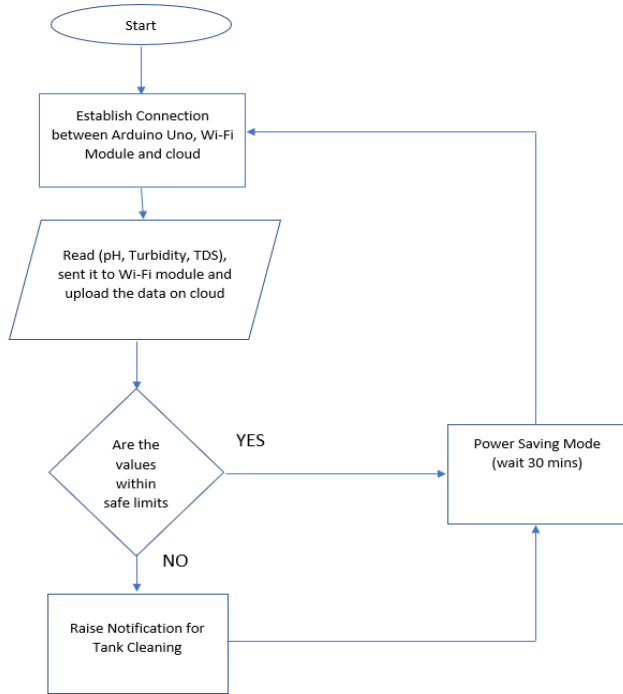 Start
Establish Connection
between Arduino Uno, Wi-Fi
Module and cloud
Read (pH, Turbidity, TDS),
sent it to Wi-Fi module and
upload the data on cloud
Are the
values
within
safe limits
YES
Power Saving Mode
(wait 30 mins)
NO
Raise Notification for
Tank Cleaning